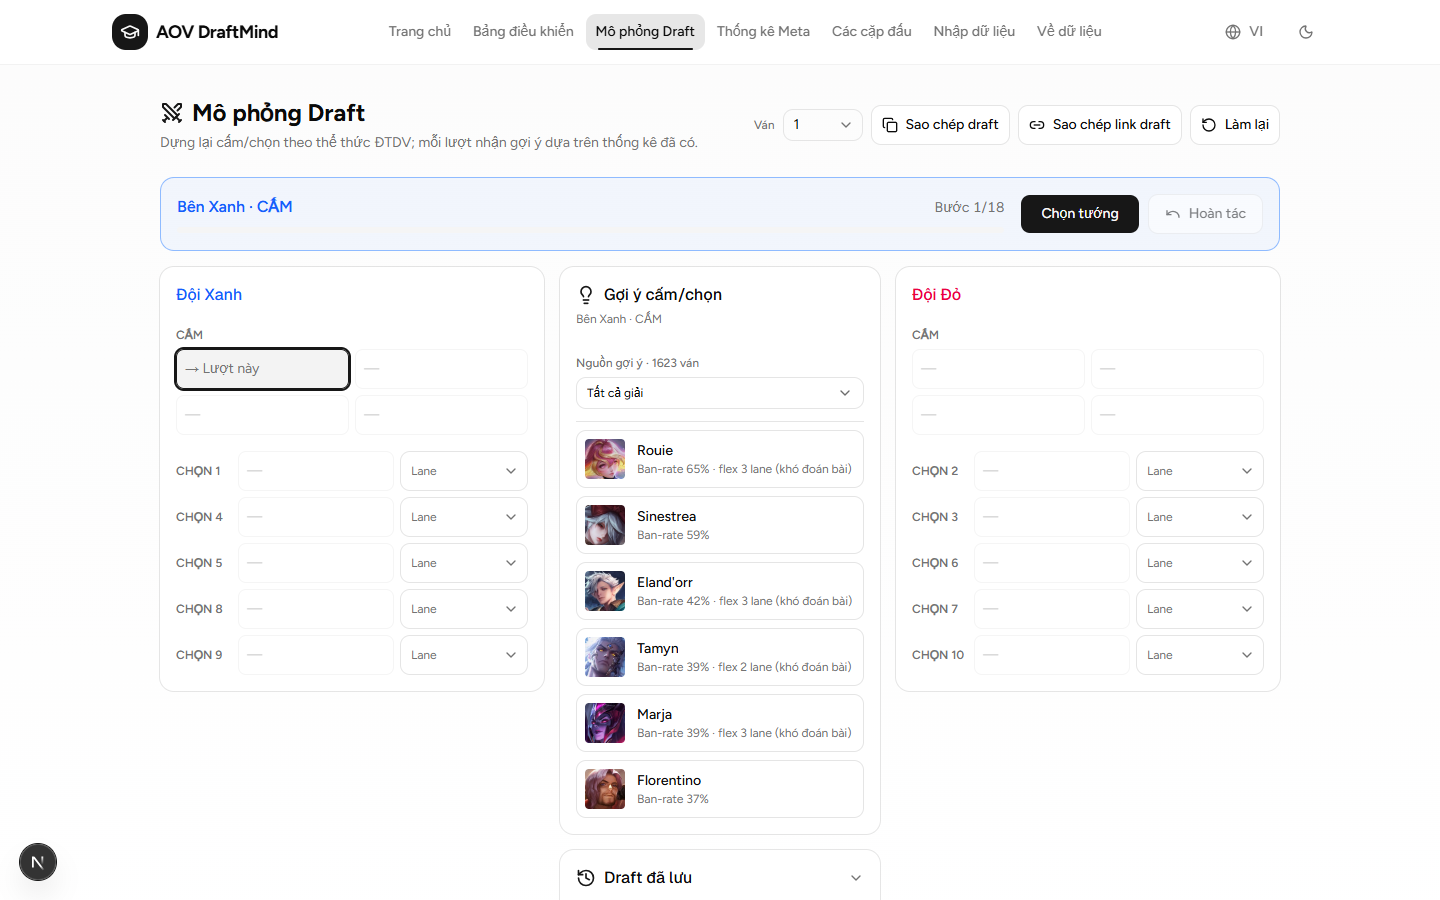 AOV DraftMind
Trang chủ
Bảng điều khiển
Mô phỏng Draft
Thống kê Meta
Các cặp đấu
Nhập dữ liệu
Về dữ liệu
VI
Mô phỏng Draft
Dựng lại cấm/chọn theo thể thức ĐTDV; mỗi lượt nhận gợi ý dựa trên thống kê đã có.
Ván
1
Sao chép draft
Sao chép link draft
Làm lại
Bên Xanh · CẤM
Bước 1/18
Chọn tướng
Hoàn tác
Đội Xanh
CẤM
→ Lượt này
—
—
—
CHỌN 1
—
Lane
CHỌN 4
—
Lane
CHỌN 5
—
Lane
CHỌN 8
—
Lane
CHỌN 9
—
Lane
Gợi ý cấm/chọn
Bên Xanh · CẤM
Nguồn gợi ý · 1623 ván
Tất cả giải
Rouie
Ban-rate 65% · flex 3 lane (khó đoán bài)
Sinestrea
Ban-rate 59%
Eland'orr
Ban-rate 42% · flex 3 lane (khó đoán bài)
Tamyn
Ban-rate 39% · flex 2 lane (khó đoán bài)
Marja
Ban-rate 39% · flex 3 lane (khó đoán bài)
Florentino
Ban-rate 37%
Draft đã lưu
Đội Đỏ
CẤM
—
—
—
—
CHỌN 2
—
Lane
CHỌN 3
—
Lane
CHỌN 6
—
Lane
CHỌN 7
—
Lane
CHỌN 10
—
Lane
N